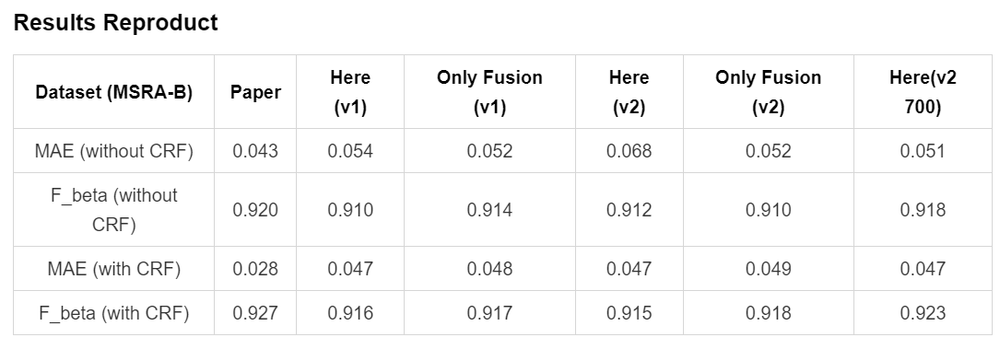 Results Reproduct
Dataset (MSRA-B) Paper Here (v1) Only Fusion (v1) Here (v2) Only Fusion (v2) Here(v2 700)
MAE (without CRF) 0.043 0.054 0.052 0.068 0.052 0.051
F_beta (without CRF) 0.920 0.910 0.914 0.912 0.910 0.918
MAE (with CRF) 0.028 0.047 0.048 0.047 0.049 0.047
F_beta (with CRF) 0.927 0.916 0.917 0.915 0.918 0.923